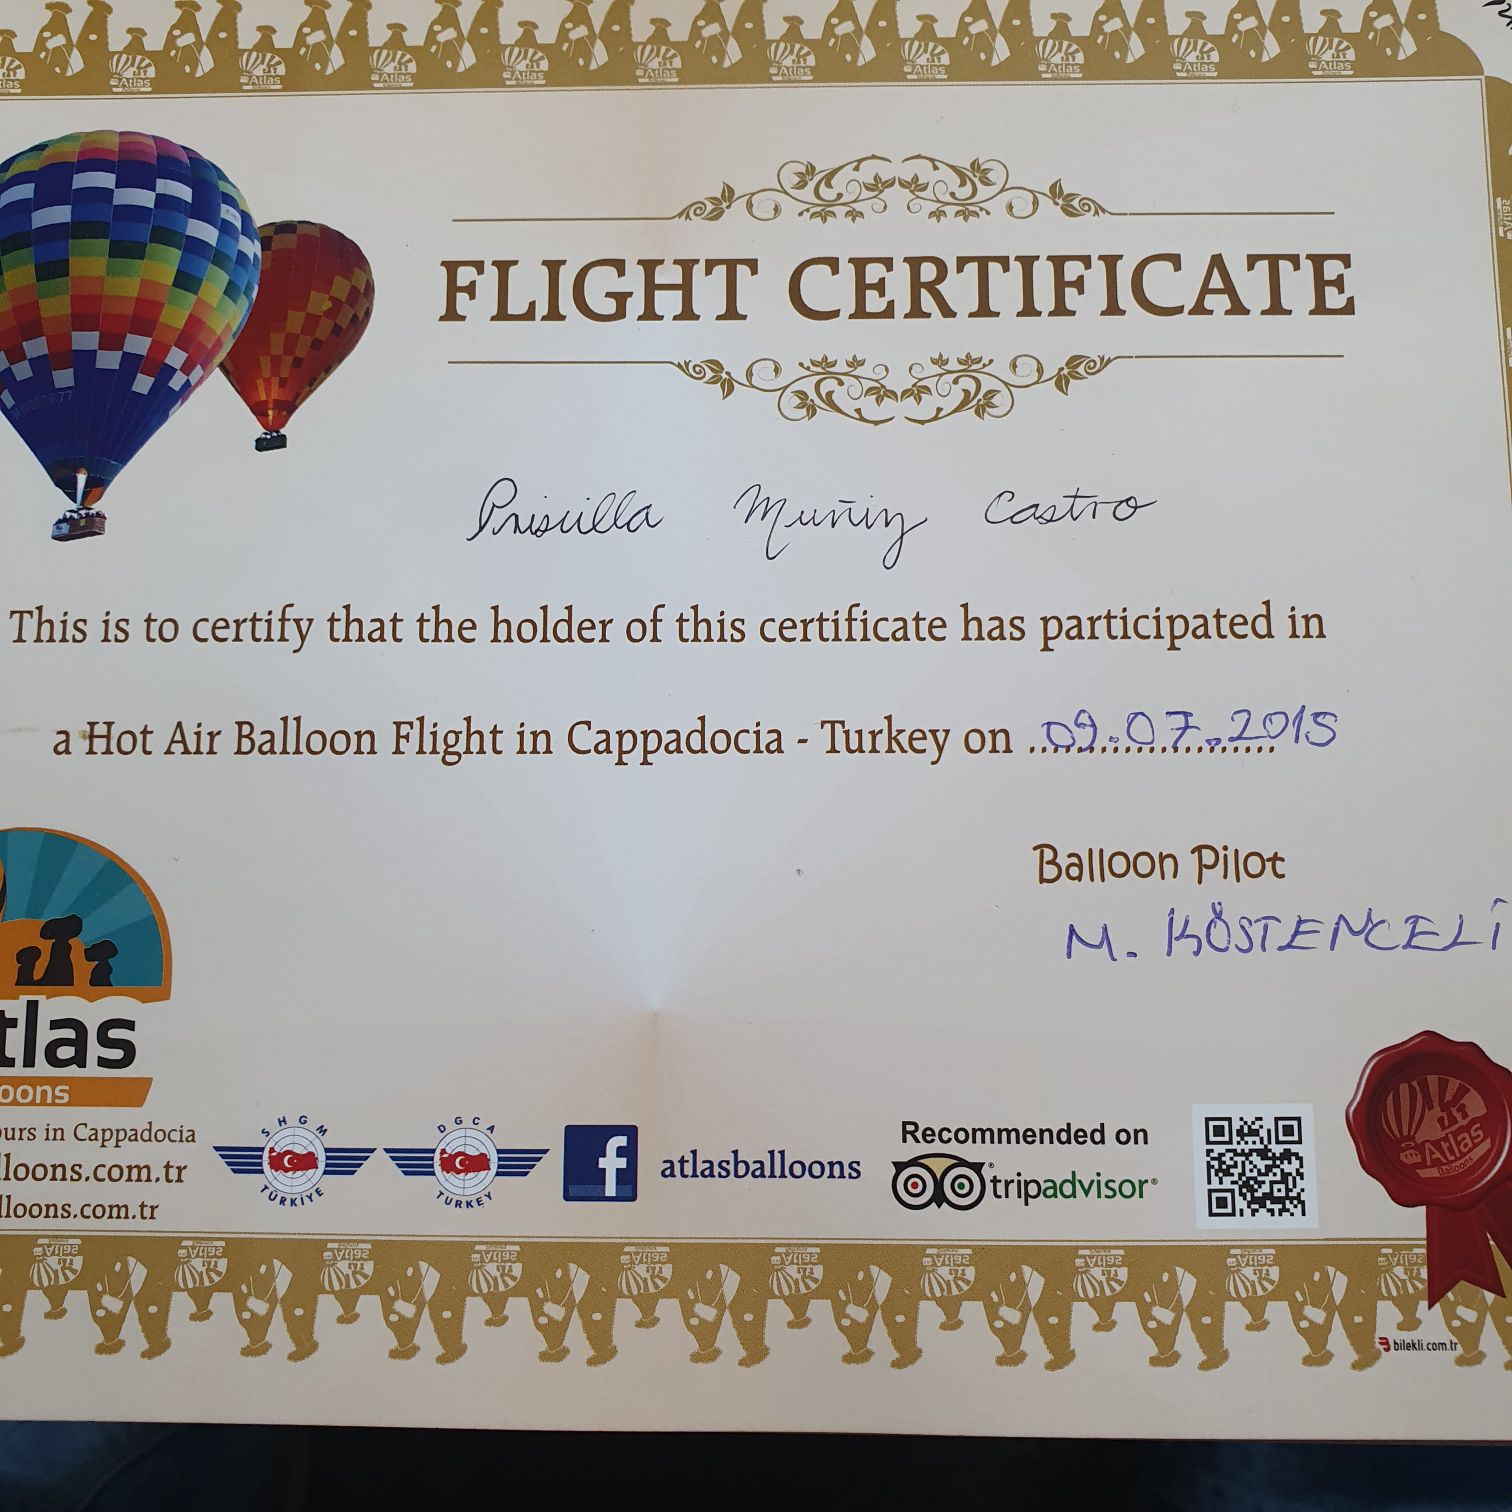 FLIGHT CERTIFICATE
Priscilla Muñiz Castro
This is to certify that the holder of this certificate has participated in
a Hot Air Balloon Flight in Cappadocia - Turkey on 09.07.2015
Balloon Pilot
M. KÖSTENCELİ
tlas
oons
urs in Cappadocia
lloons.com.tr
lloons.com.tr
SHGM
TÜRKİYE
DGCA
TURKEY
f atlasballoons
Recommended on
tripadvisor®
Atlas
Balloons
bilekli.com.tr